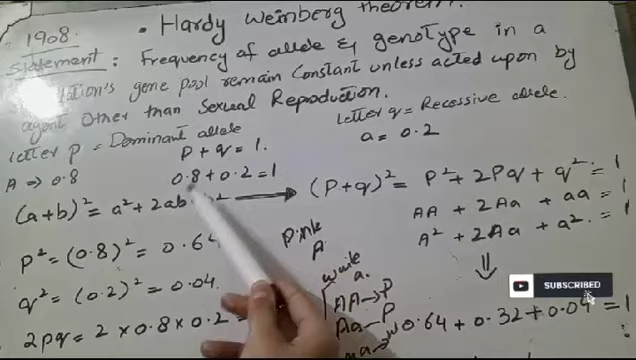 . Hardy Weinberg theorem.
1908.
Statement: Frequency of allele & genotype in a
gene pool remain Constant unless acted upon by
agent Other than Sexual Reproduction.
letter p = Dominant allele
letter q = Recessive allele.
P + q = 1.
a = 0.2
A ⇒ 0.8
0.8 + 0.2 = 1
(a+b)² = a² + 2ab
(P+q)² = P² + 2Pq + q² = 1
AA + 2Aa + aa = 1
A² + 2Aa + a² = 1
P² = (0.8)² = 0.64
Pink
A
q² = (0.2)² = 0.04.
a.
AA → P
Aa – P
2pq = 2 × 0.8 × 0.2 =
0.64 + 0.32 + 0.04 = 1
SUBSCRIBED